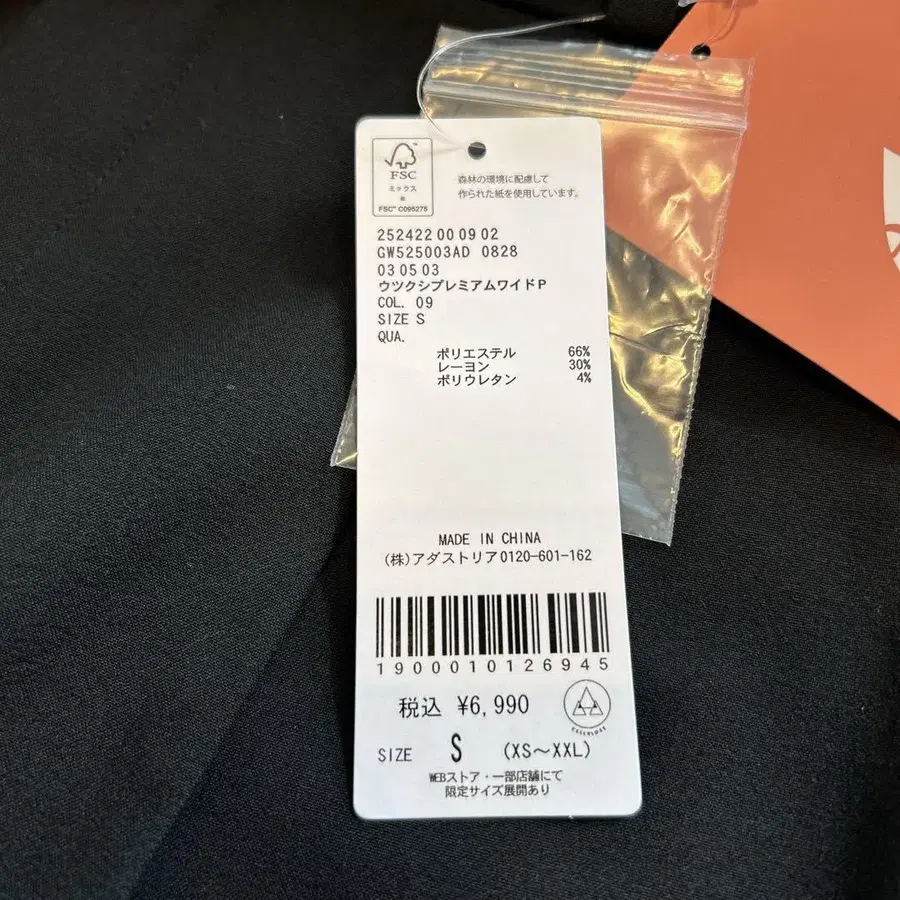 FSC
ミックス
紙
FSC™ C095275
森林の環境に配慮して
作られた紙を使用しています。
252422 00 09 02
GW525003AD 0828
03 05 03
ウツクシプレミアムワイドP
COL. 09
SIZE S
QUA.
ポリエステル 66%
レーヨン 30%
ポリウレタン 4%
MADE IN CHINA
(株)アダストリア0120-601-162
1900010126945
税込 ¥6,990
CELLULOSE
SIZE S (XS〜XXL)
WEBストア・一部店舗にて
限定サイズ展開あり